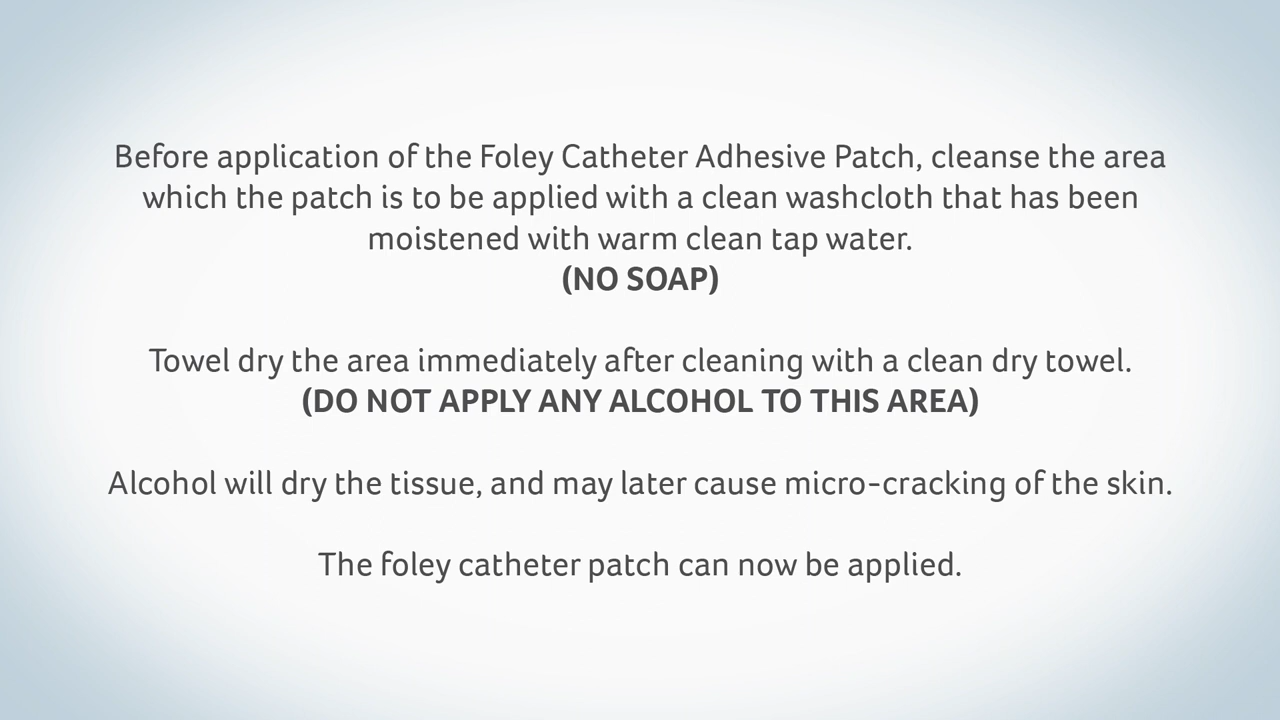 Before application of the Foley Catheter Adhesive Patch, cleanse the area
which the patch is to be applied with a clean washcloth that has been
moistened with warm clean tap water.
(NO SOAP)
Towel dry the area immediately after cleaning with a clean dry towel.
(DO NOT APPLY ANY ALCOHOL TO THIS AREA)
Alcohol will dry the tissue, and may later cause micro-cracking of the skin.
The foley catheter patch can now be applied.